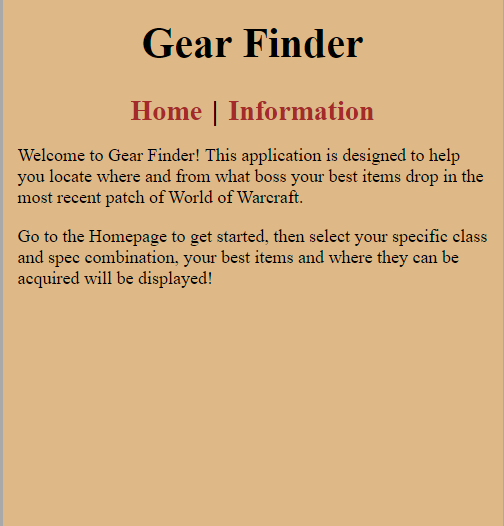 Gear Finder
Home | Information
Welcome to Gear Finder! This application is designed to help
you locate where and from what boss your best items drop in the
most recent patch of World of Warcraft.
Go to the Homepage to get started, then select your specific class
and spec combination, your best items and where they can be
acquired will be displayed!